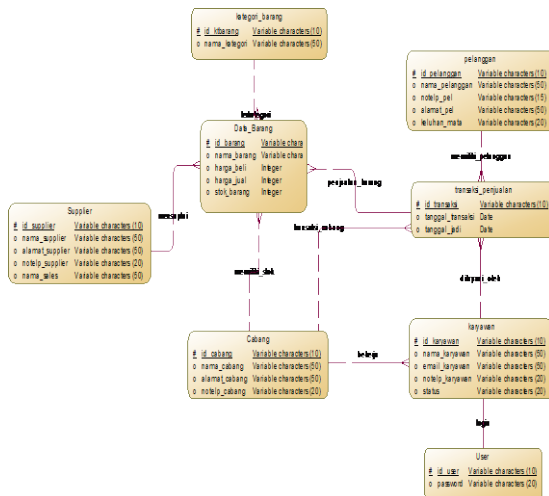 kategori_barang
# id_ktbarang Variable characters (10)
o nama_kategori Variable characters (50)
pelanggan
# id_pelanggan Variable characters (10)
o nama_pelanggan Variable characters (50)
o notelp_pel Variable characters (15)
o alamat_pel Variable characters (50)
o keluhan_mata Variable characters (20)
Data_Barang
# id_barang Variable chara
o nama_barang Variable chara
o harga_beli Integer
o harga_jual Integer
o stok_barang Integer
memiliki_pelanggan
penjualan_barang
transaksi_penjualan
# id_transaksi Variable characters (10)
o tanggal_transaksi Date
o tanggal_jadi Date
Supplier
# id_supplier Variable characters (10)
o nama_supplier Variable characters (50)
o alamat_supplier Variable characters (50)
o notelp_supplier Variable characters (20)
o nama_sales Variable characters (50)
transaksi_cabang
memiliki_stok
Cabang
# id_cabang Variable characters (10)
o nama_cabang Variable characters (50)
o alamat_cabang Variable characters (50)
o notelp_cabang Variable characters (20)
bekerja
karyawan
# id_karyawan Variable characters (10)
o nama_karyawan Variable characters (50)
o email_karyawan Variable characters (50)
o notelp_karyawan Variable characters (20)
o status Variable characters (20)
login
User
# id_user Variable characters (10)
o password Variable characters (20)